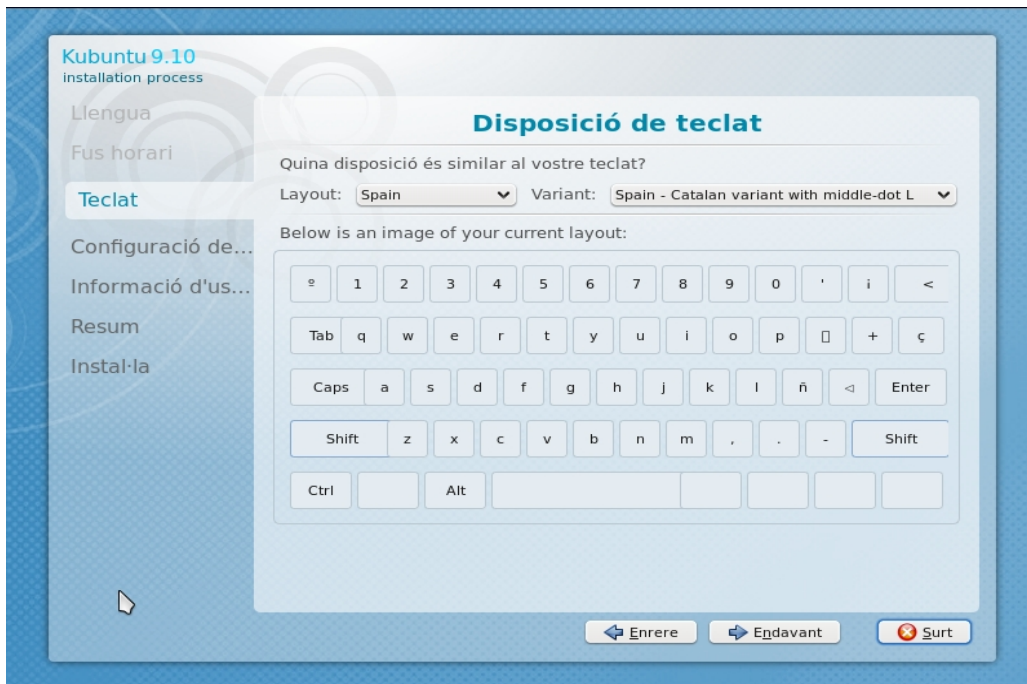 Kubuntu 9.10
installation process
Llengua
Fus horari
Teclat
Configuració de...
Informació d'us...
Resum
Instal·la
Disposició de teclat
Quina disposició és similar al vostre teclat?
Layout: Spain Variant: Spain - Catalan variant with middle-dot L
Below is an image of your current layout:
º 1 2 3 4 5 6 7 8 9 0 ' ¡ <
Tab q w e r t y u i o p ▯ + ç
Caps a s d f g h j k l ñ ◁ Enter
Shift z x c v b n m , . - Shift
Ctrl Alt
Enrere Endavant Surt